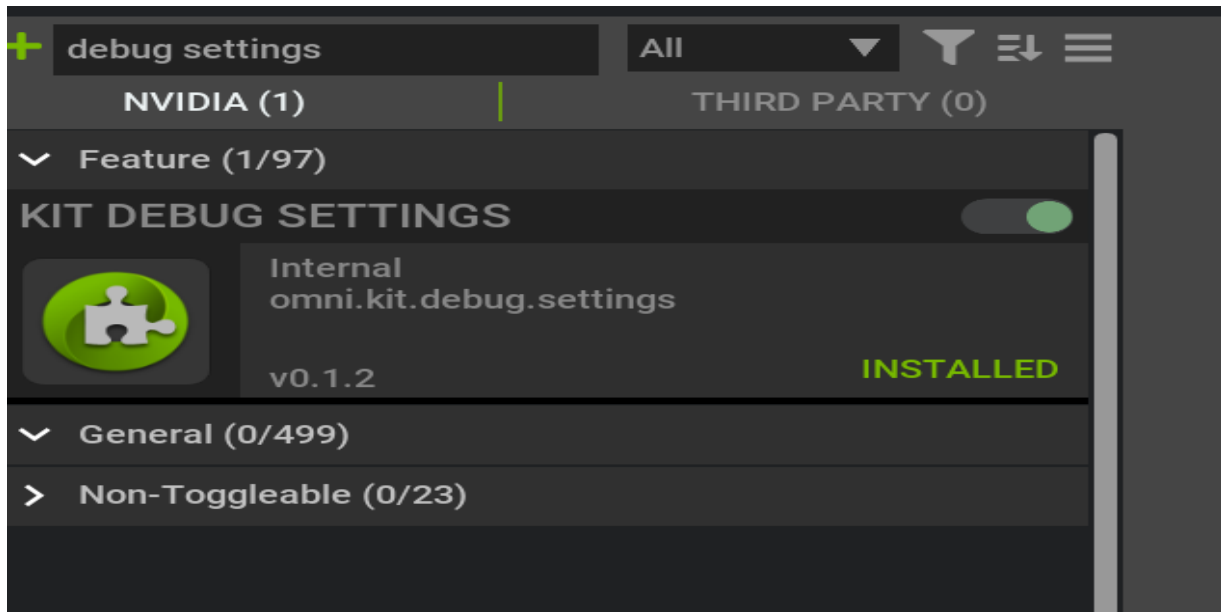 debug settings
All
NVIDIA (1)
THIRD PARTY (0)
Feature (1/97)
KIT DEBUG SETTINGS
Internal
omni.kit.debug.settings
v0.1.2
INSTALLED
General (0/499)
Non-Toggleable (0/23)